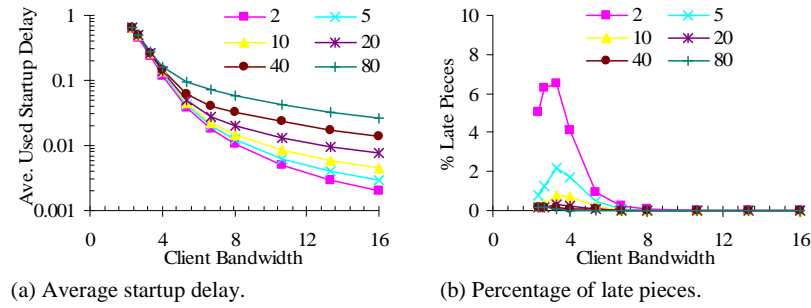 Ave. Used Startup Delay
1
0.1
0.01
0.001
2 5
10 20
40 80
0 4 8 12 16
Client Bandwidth
(a) Average startup delay.
% Late Pieces
10
8
6
4
2
0
2 5
10 20
40 80
0 4 8 12 16
Client Bandwidth
(b) Percentage of late pieces.